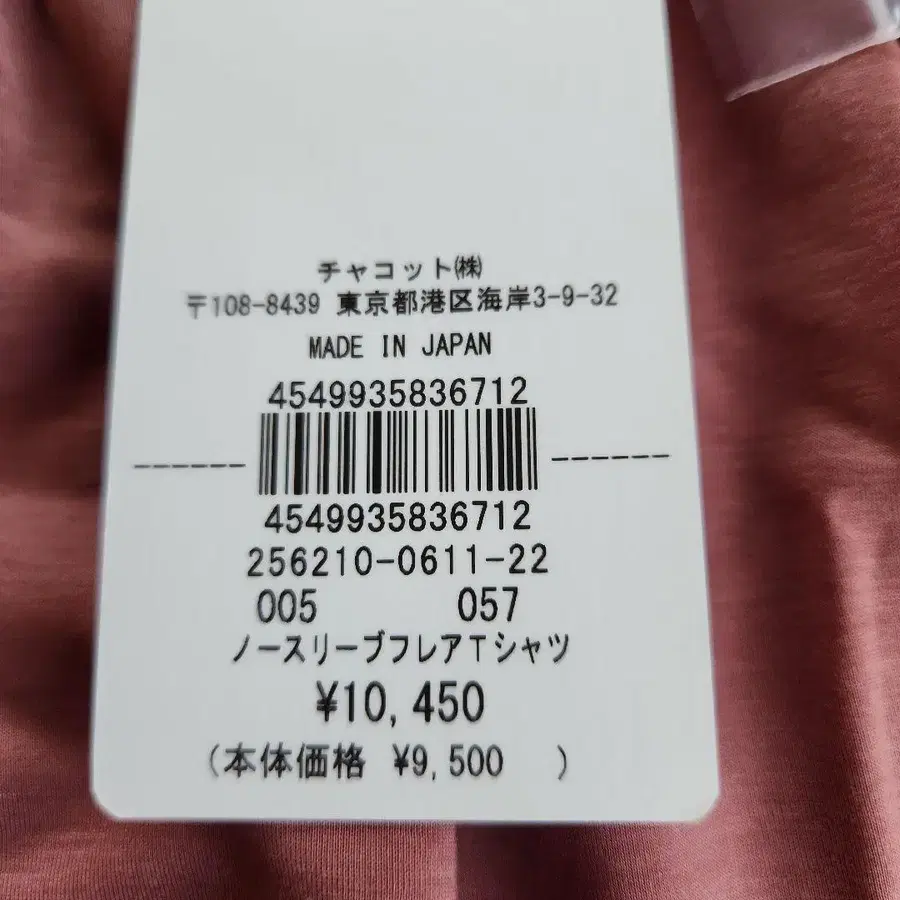 チャコット㈱
〒108-8439 東京都港区海岸3-9-32
MADE IN JAPAN
4549935836712
4549935836712
256210-0611-22
005 057
ノースリーブフレアTシャツ
¥10,450
(本体価格 ¥9,500 )